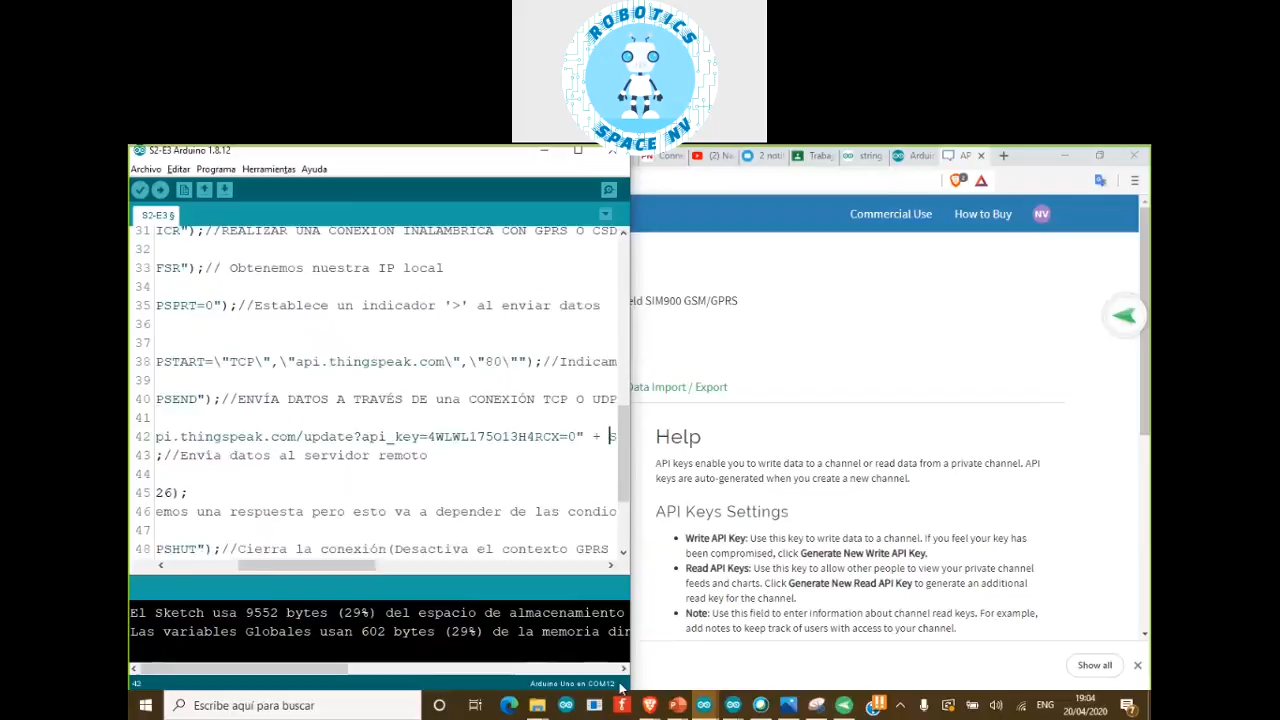 ROBOTICS
SPACE NV
S2-E3 Arduino 1.8.12
Archivo Editar Programa Herramientas Ayuda
S2-E3 §
31 ICR");//REALIZAR UNA CONEXION INALAMBRICA CON GPRS O CSD
32
33 FSR");// Obtenemos nuestra IP local
34
35 PSPRT=0");//Establece un indicador '>' al enviar datos
36
37
38 PSTART=\"TCP\",\"api.thingspeak.com\",\"80\"");//Indicam
39
40 PSEND");//ENVÍA DATOS A TRAVÉS DE una CONEXIÓN TCP O UDP
41
42 pi.thingspeak.com/update?api_key=4WLWL175O13H4RCX=0" + S
43 ;//Envía datos al servidor remoto
44
45 26);
46 emos una respuesta pero esto va a depender de las condio
47
48 PSHUT");//Cierra la conexión(Desactiva el contexto GPRS
El Sketch usa 9552 bytes (29%) del espacio de almacenamiento
Las variables Globales usan 602 bytes (29%) de la memoria
42
Arduino Uno en COM12
(2) 2 noti Traba string Ardui AP
Commercial Use How to Buy NV
eld SIM900 GSM/GPRS
Data Import / Export
Help
API keys enable you to write data to a channel or read data from a private channel. API
keys are auto-generated when you create a new channel.
API Keys Settings
Write API Key: Use this key to write data to a channel. If you feel your key has
been compromised, click Generate New Write API Key.
Read API Keys: Use this key to allow other people to view your private channel
feeds and charts. Click Generate New Read API Key to generate an additional
read key for the channel.
Note: Use this field to enter information about channel read keys. For example,
add notes to keep track of users with access to your channel.
Show all
Escribe aquí para buscar
ENG
19:04
20/04/2020